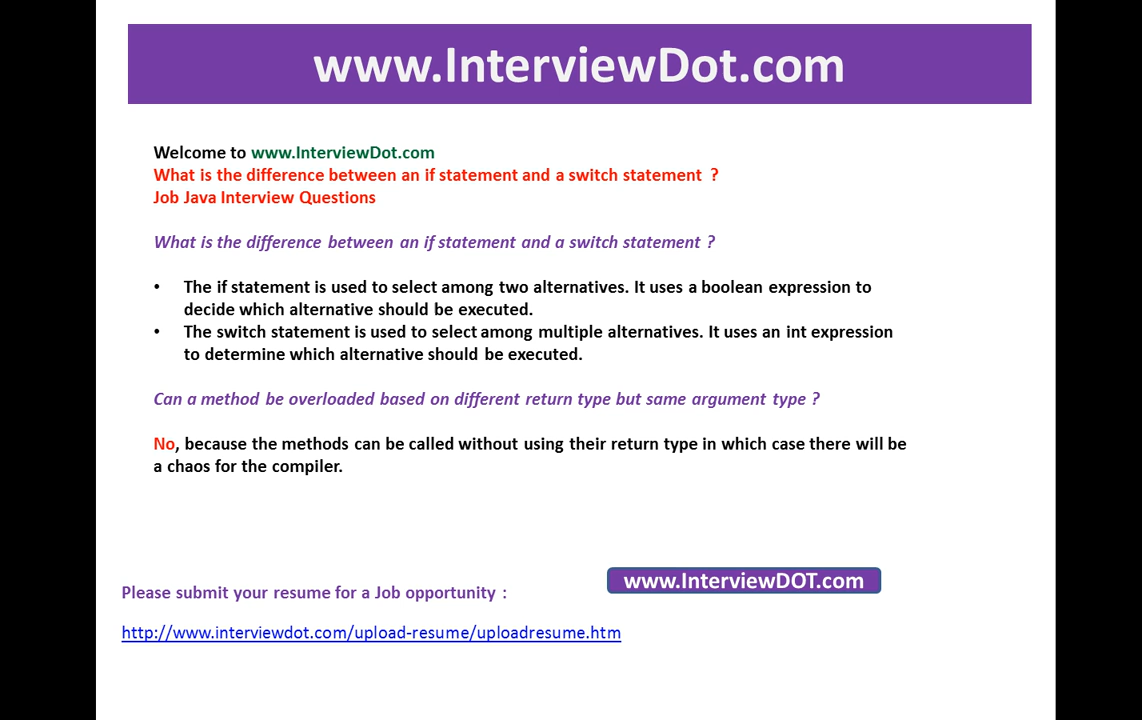 www.InterviewDot.com
Welcome to www.InterviewDot.com
What is the difference between an if statement and a switch statement ?
Job Java Interview Questions
What is the difference between an if statement and a switch statement ?
• The if statement is used to select among two alternatives. It uses a boolean expression to
decide which alternative should be executed.
• The switch statement is used to select among multiple alternatives. It uses an int expression
to determine which alternative should be executed.
Can a method be overloaded based on different return type but same argument type ?
No, because the methods can be called without using their return type in which case there will be
a chaos for the compiler.
www.InterviewDOT.com
Please submit your resume for a Job opportunity :
http://www.interviewdot.com/upload-resume/uploadresume.htm